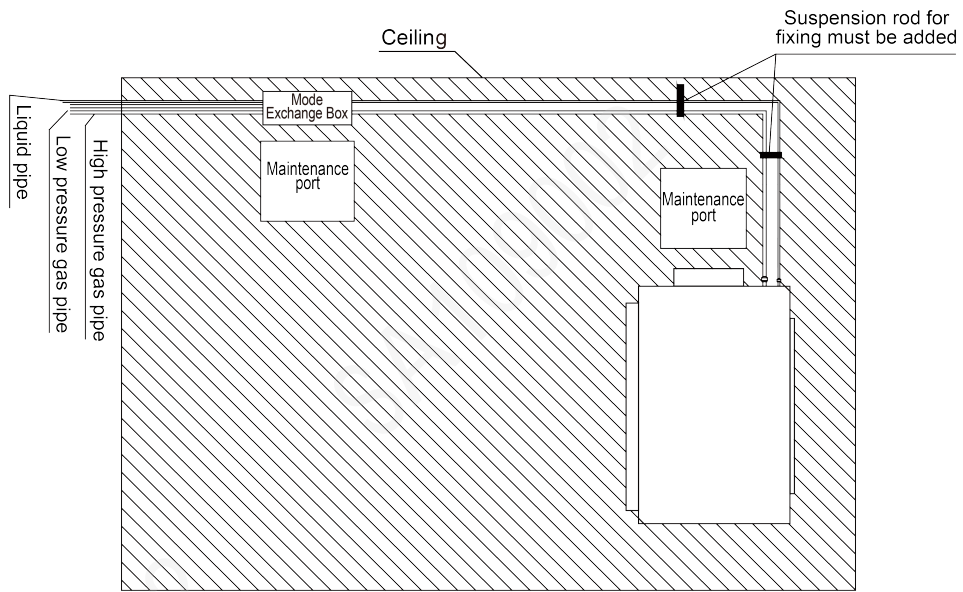 Suspension rod for
fixing must be added
Ceiling
Mode
Exchange Box
Maintenance
port
Maintenance
port
Liquid pipe
Low pressure gas pipe
High pressure gas pipe